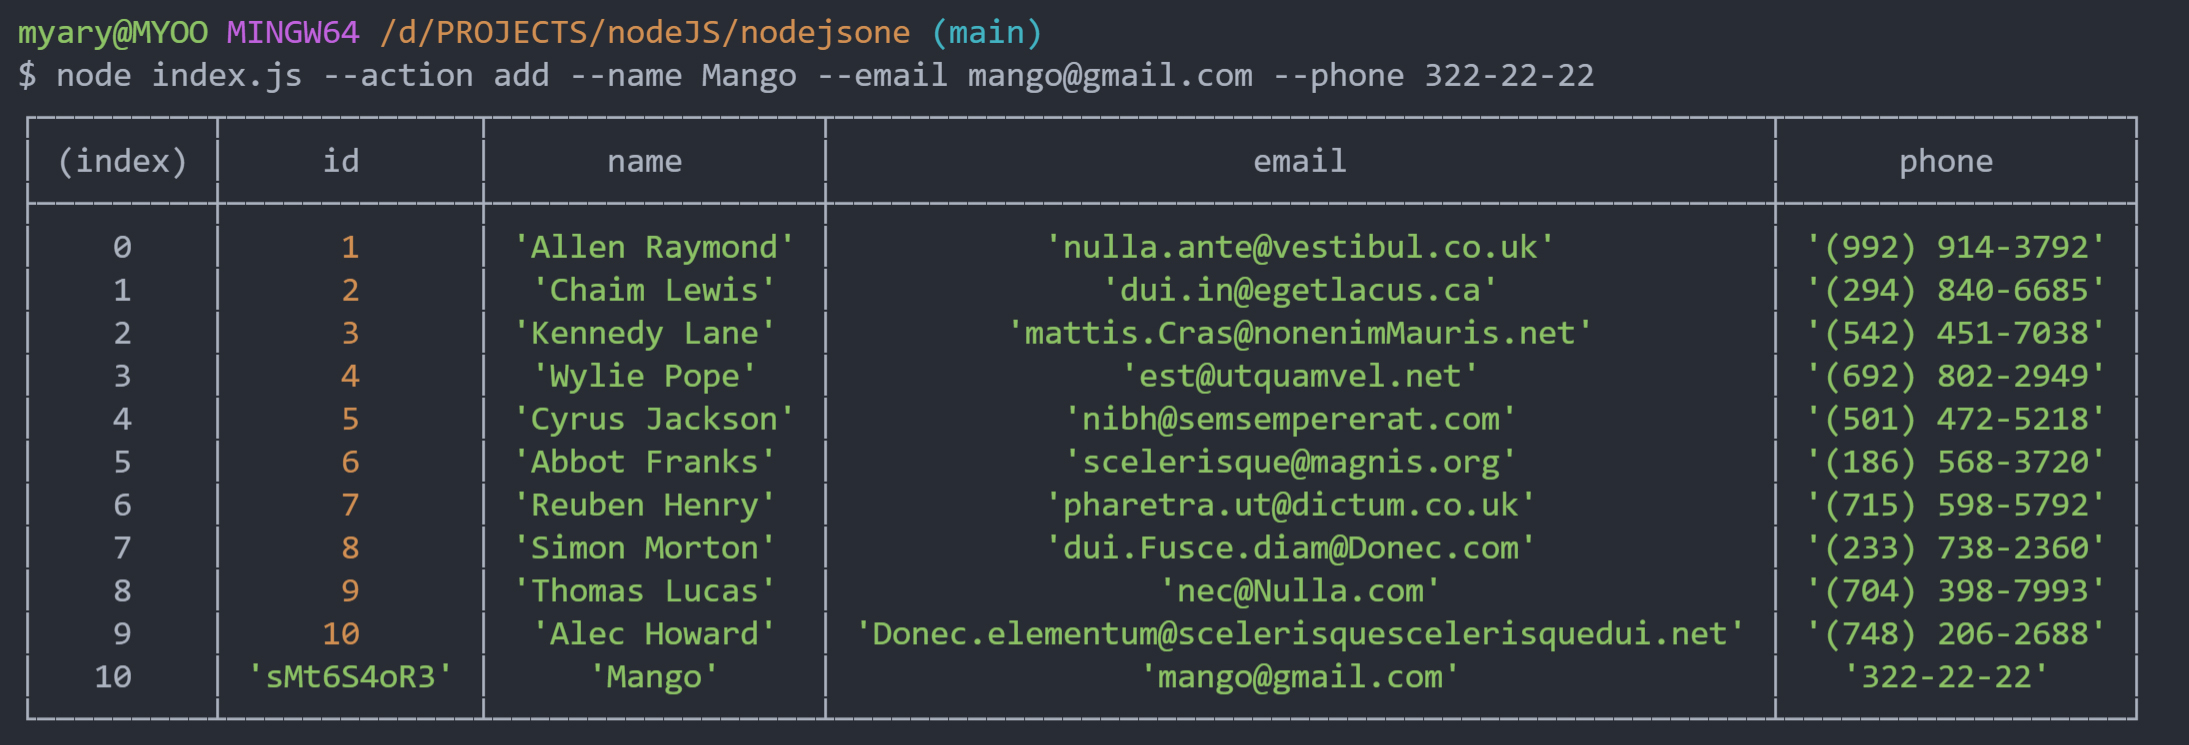 myary@MYOO MINGW64 /d/PROJECTS/nodeJS/nodejsone (main)
$ node index.js --action add --name Mango --email mango@gmail.com --phone 322-22-22
(index) id name email phone
0 1 'Allen Raymond' 'nulla.ante@vestibul.co.uk' '(992) 914-3792'
1 2 'Chaim Lewis' 'dui.in@egetlacus.ca' '(294) 840-6685'
2 3 'Kennedy Lane' 'mattis.Cras@nonenimMauris.net' '(542) 451-7038'
3 4 'Wylie Pope' 'est@utquamvel.net' '(692) 802-2949'
4 5 'Cyrus Jackson' 'nibh@semsempererat.com' '(501) 472-5218'
5 6 'Abbot Franks' 'scelerisque@magnis.org' '(186) 568-3720'
6 7 'Reuben Henry' 'pharetra.ut@dictum.co.uk' '(715) 598-5792'
7 8 'Simon Morton' 'dui.Fusce.diam@Donec.com' '(233) 738-2360'
8 9 'Thomas Lucas' 'nec@Nulla.com' '(704) 398-7993'
9 10 'Alec Howard' 'Donec.elementum@scelerisquescelerisquedui.net' '(748) 206-2688'
10 'sMt6S4oR3' 'Mango' 'mango@gmail.com' '322-22-22'